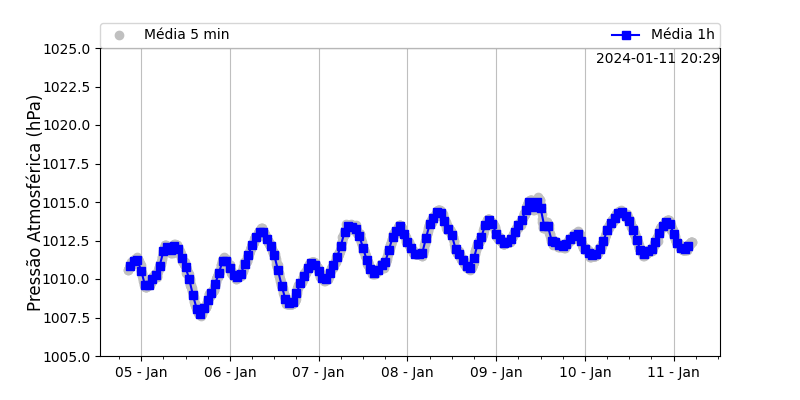 Média 5 min
Média 1h
2024-01-11 20:29
Pressão Atmosférica (hPa)
1025.0
1022.5
1020.0
1017.5
1015.0
1012.5
1010.0
1007.5
1005.0
05 - Jan
06 - Jan
07 - Jan
08 - Jan
09 - Jan
10 - Jan
11 - Jan